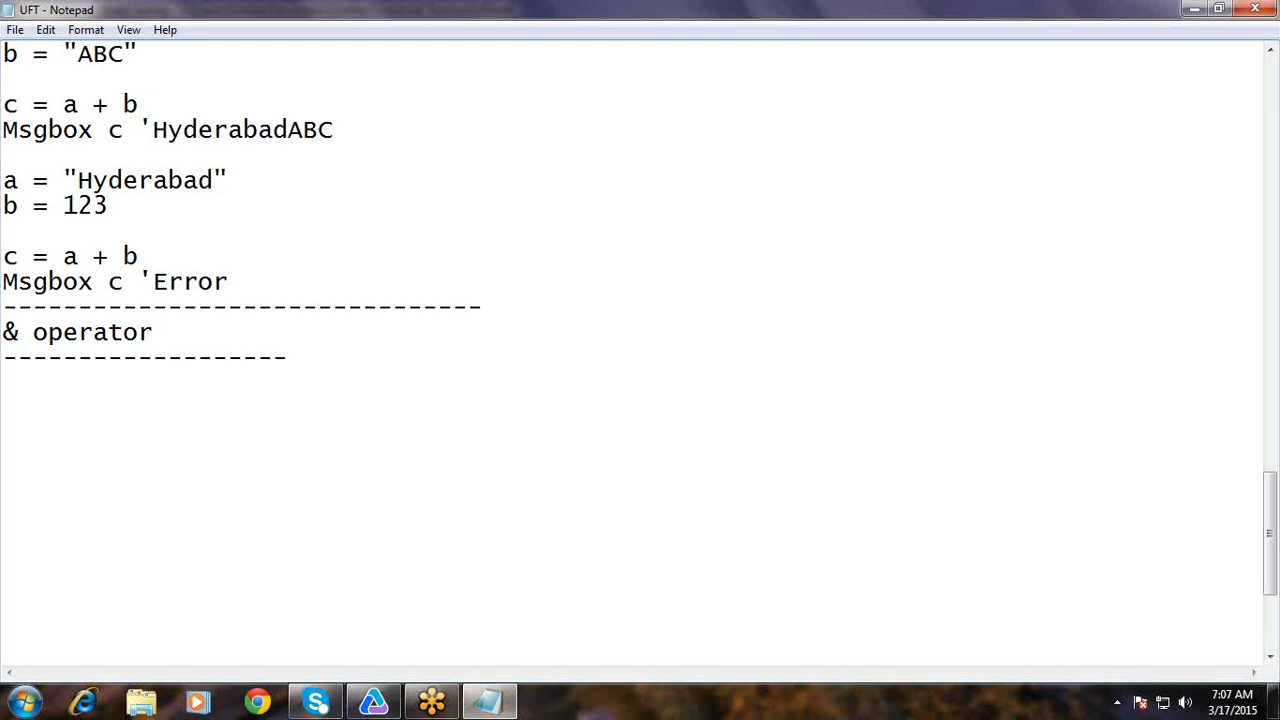 UFT - Notepad
File Edit Format View Help
b = "ABC"
c = a + b
Msgbox c 'HyderabadABC
a = "Hyderabad"
b = 123
c = a + b
Msgbox c 'Error
--------------------------------
& operator
-------------------
7:07 AM
3/17/2015